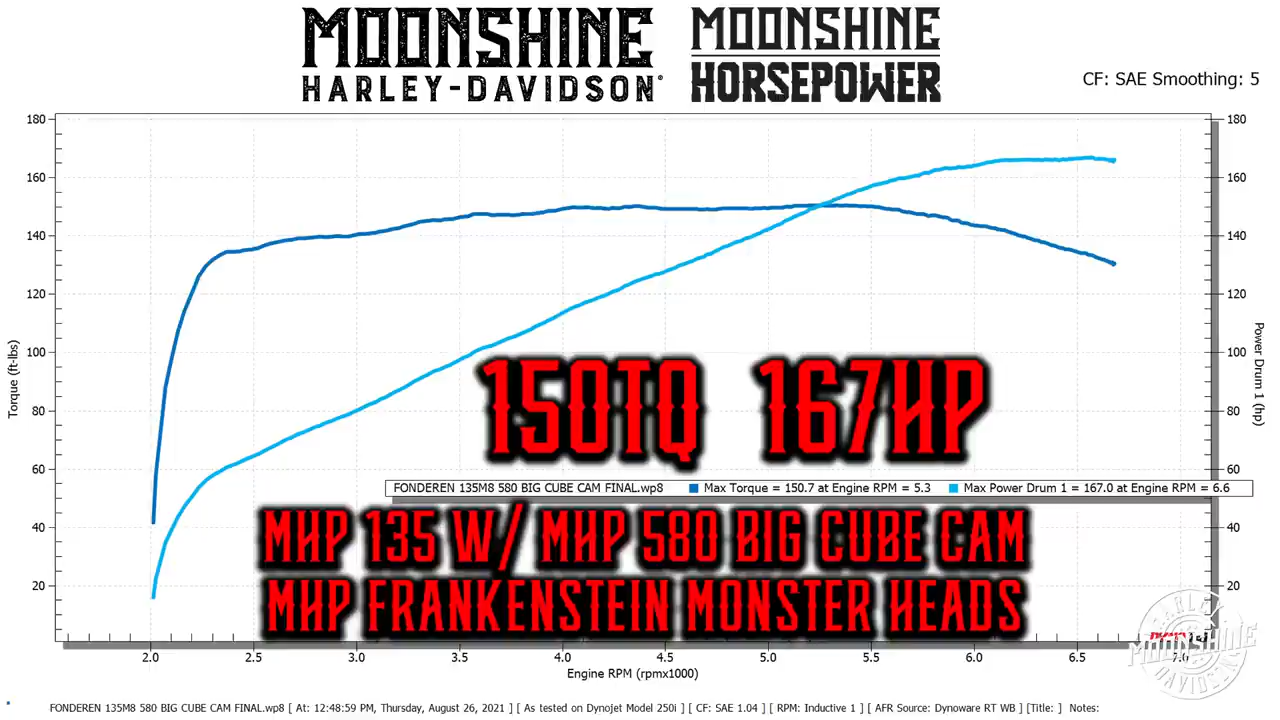 MOONSHINE MOONSHINE
HARLEY-DAVIDSON® HORSEPOWER
CF: SAE Smoothing: 5
180 180
160 160
140 140
120 120
100 100
80 80
60 60
40 40
20 20
Torque (ft-lbs)
Power Drum 1 (hp)
150TQ 167HP
FONDEREN 135M8 580 BIG CUBE CAM FINAL.wp8 Max Torque = 150.7 at Engine RPM = 5.3 Max Power Drum 1 = 167.0 at Engine RPM = 6.6
MHP 135 W/ MHP 580 BIG CUBE CAM
MHP FRANKENSTEIN MONSTER HEADS
2.0 2.5 3.0 3.5 4.0 4.5 5.0 5.5 6.0 6.5 7.0
Engine RPM (rpmx1000)
HARLEY
MOONSHINE
DAVIDSON
FONDEREN 135M8 580 BIG CUBE CAM FINAL.wp8 [ At: 12:48:59 PM, Thursday, August 26, 2021 ] [ As tested on Dynojet Model 250i ] [ CF: SAE 1.04 ] [ RPM: Inductive 1 ] [ AFR Source: Dynoware RT WB ] [Title: ] Notes: